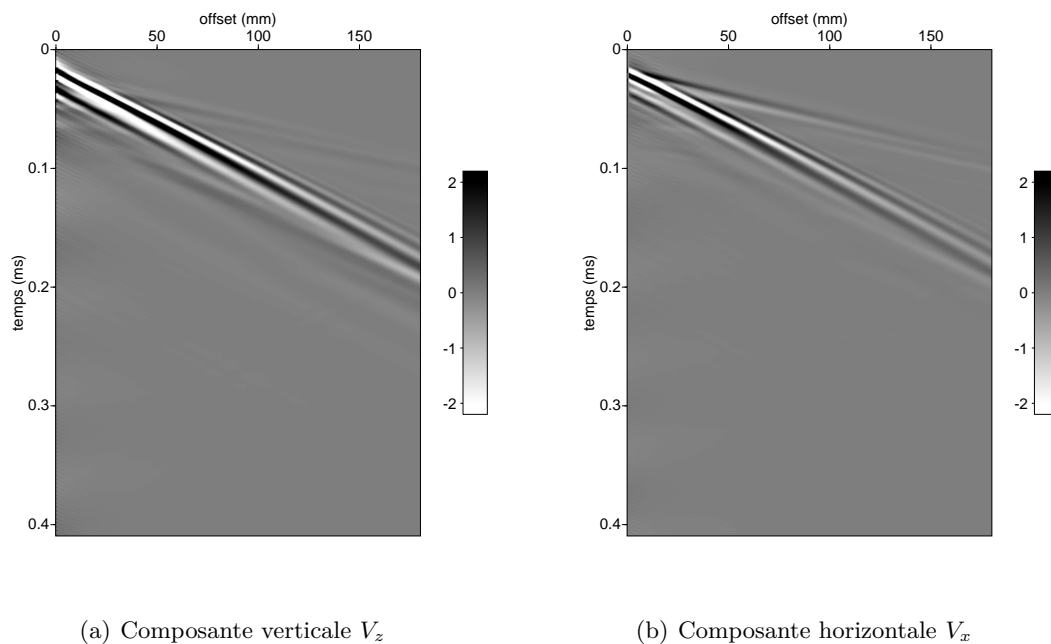 offset (mm)
0 50 100 150
0
0.1
0.2
0.3
0.4
temps (ms)
2
1
0
-1
-2
(a) Composante verticale V_z
offset (mm)
0 50 100 150
0
0.1
0.2
0.3
0.4
temps (ms)
2
1
0
-1
-2
(b) Composante horizontale V_x